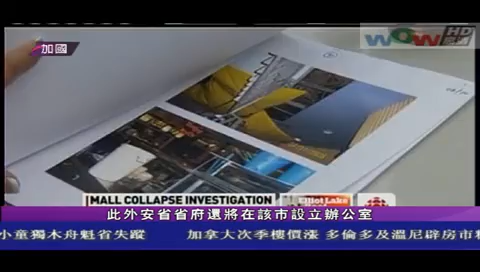 加國
WOW HD
MALL COLLAPSE INVESTIGATION
Elliot Lake
此外安省省府還將在該市設立辦公室
小童獨木舟魁省失蹤 加拿大次季樓價漲 多倫多及溫尼辟房市